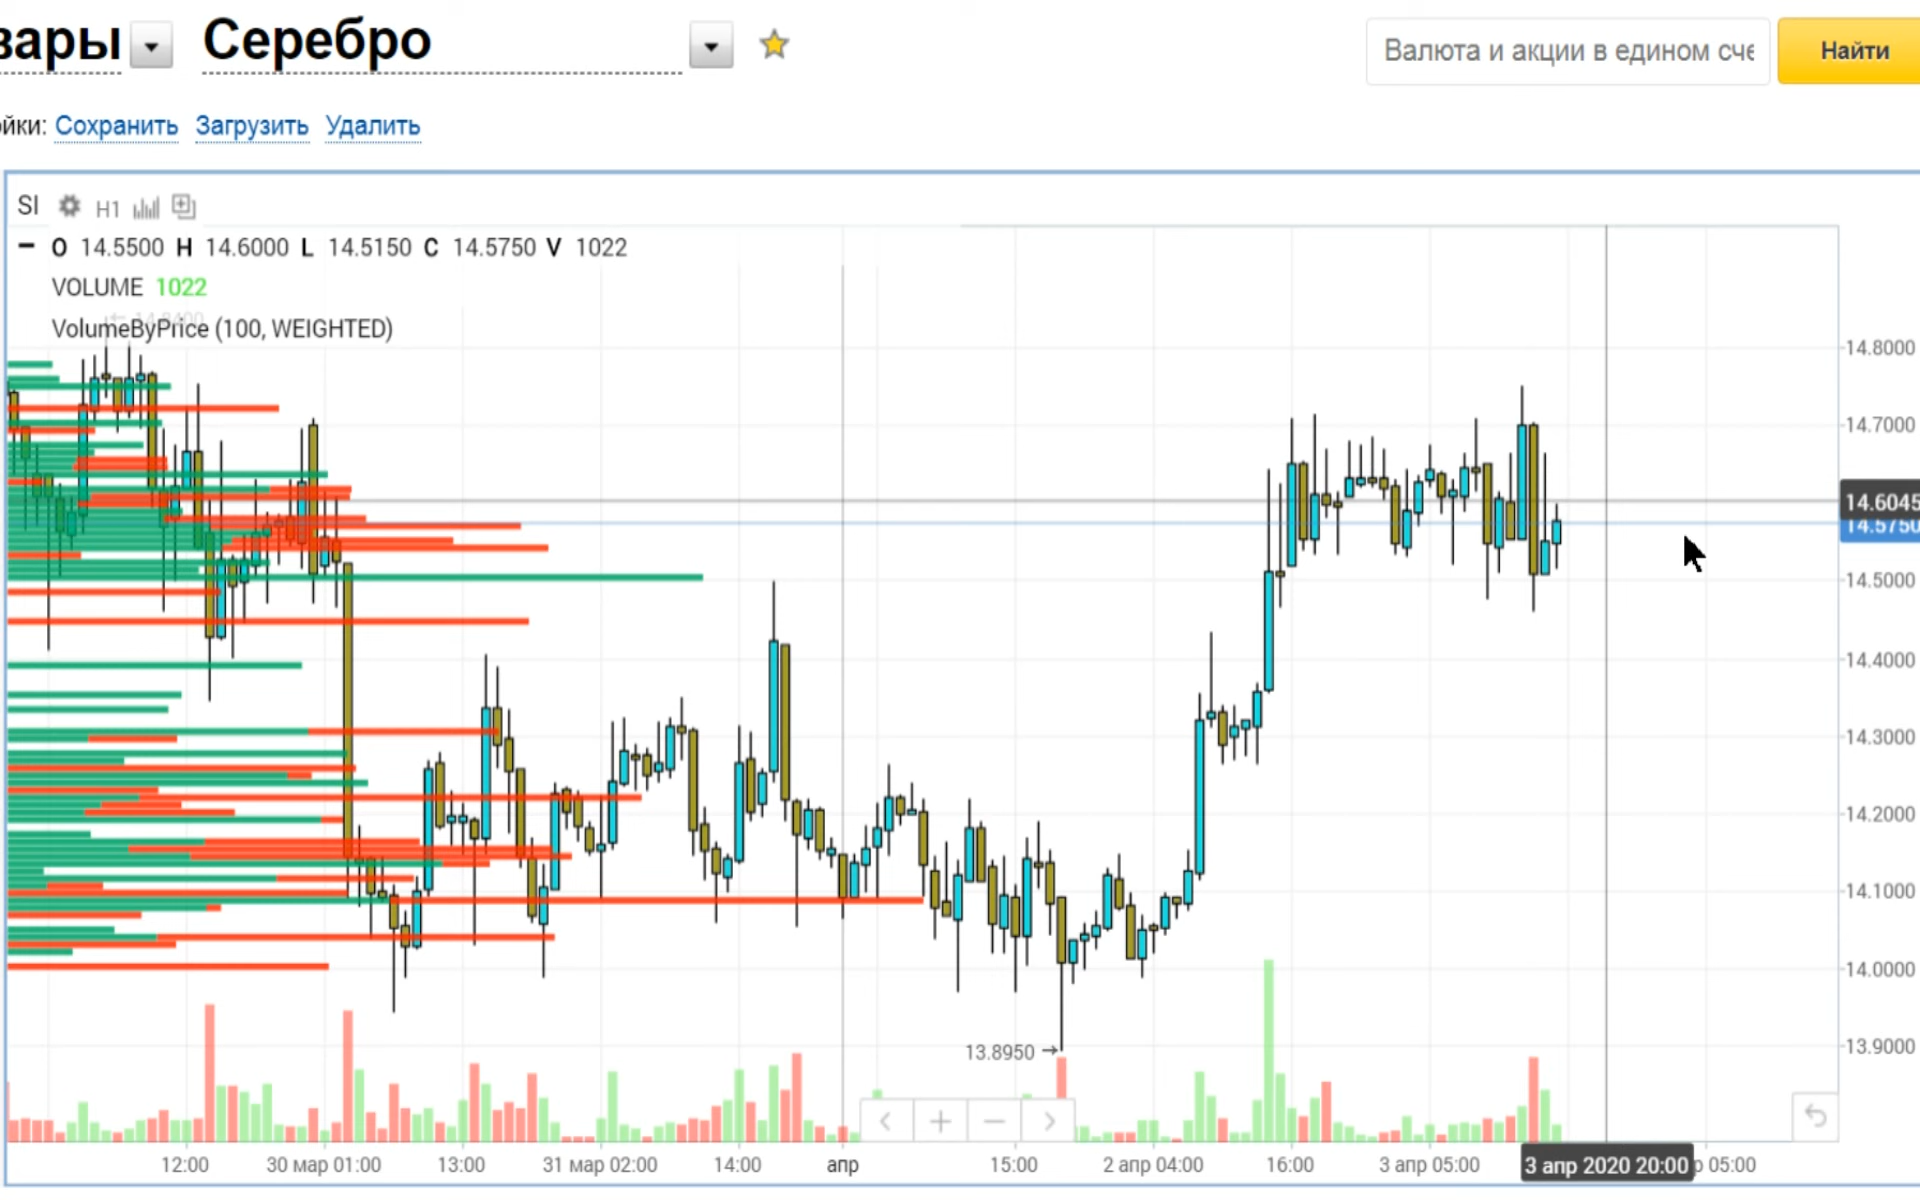 вары Серебро Валюта и акции в едином сче Найти
йки: Сохранить Загрузить Удалить
SI H1
O 14.5500 H 14.6000 L 14.5150 C 14.5750 V 1022
VOLUME 1022
14.8400
VolumeByPrice (100, WEIGHTED)
14.8000
14.7000
14.6045
14.5750
14.5000
14.4000
14.3000
14.2000
14.1000
14.0000
13.9000
13.8950
12:00 30 мар 01:00 13:00 31 мар 02:00 14:00 апр 15:00 2 апр 04:00 16:00 3 апр 05:00 3 апр 2020 20:00 р 05:00